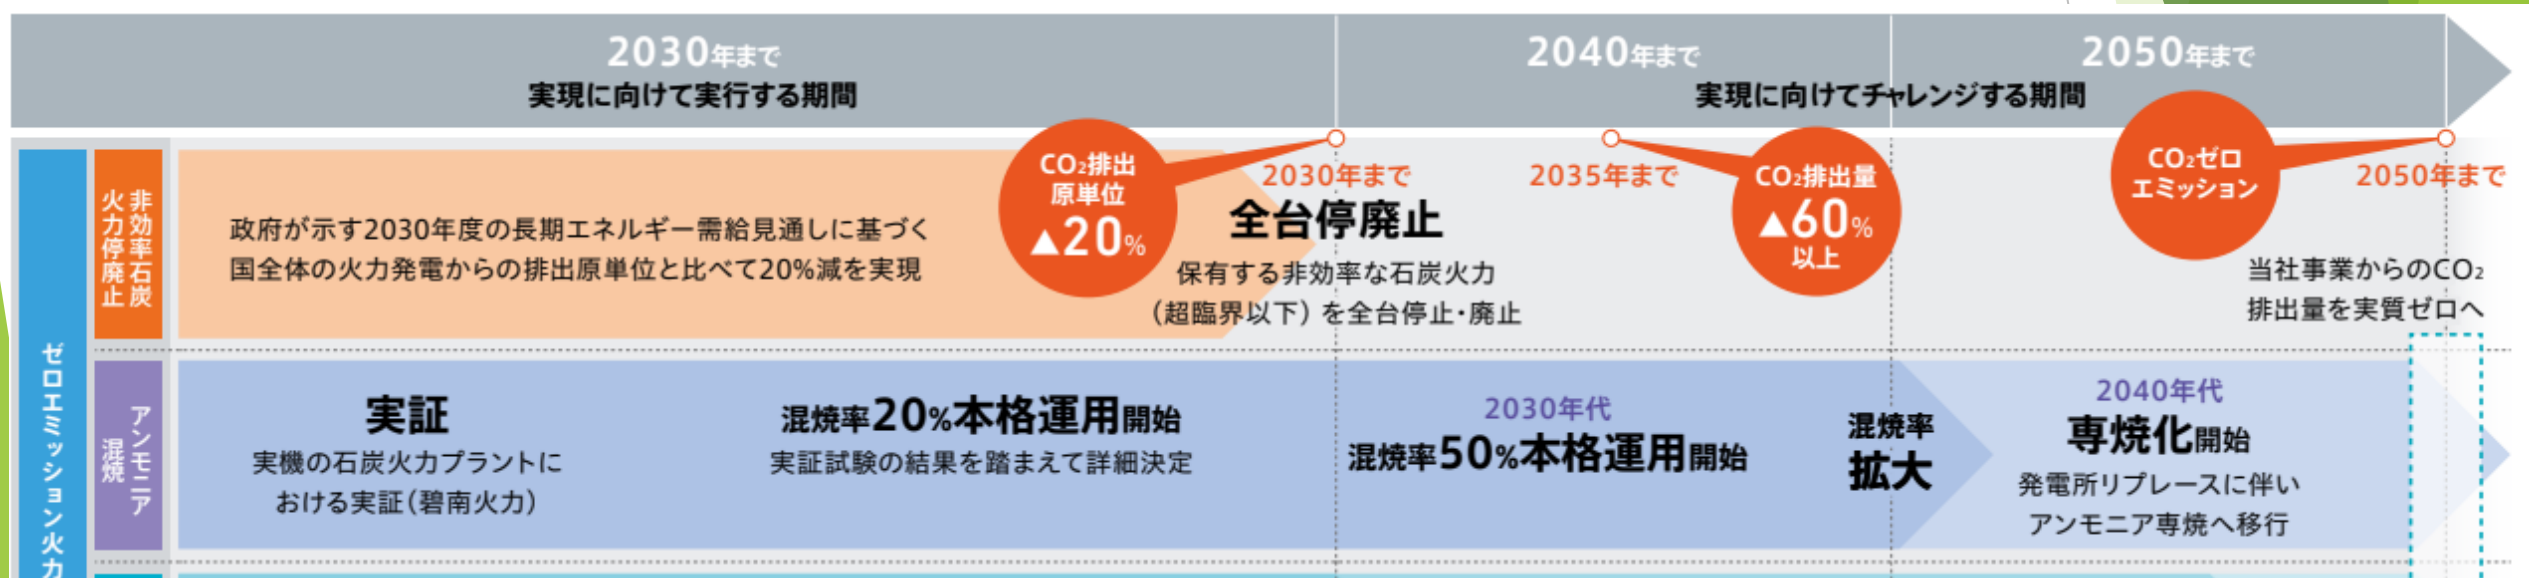 2030年まで
実現に向けて実行する期間
2040年まで
2050年まで
実現に向けてチャレンジする期間
ゼロエミッション火力
非効率石炭
火力停廃止
政府が示す2030年度の長期エネルギー需給見通しに基づく
国全体の火力発電からの排出原単位と比べて20%減を実現
CO₂排出
原単位
▲20%
2030年まで
全台停廃止
保有する非効率な石炭火力
（超臨界以下）を全台停止・廃止
2035年まで
CO₂排出量
▲60%
以上
CO₂ゼロ
エミッション
2050年まで
当社事業からのCO₂
排出量を実質ゼロへ
アンモニア
混焼
実証
実機の石炭火力プラントに
おける実証（碧南火力）
混焼率20%本格運用開始
実証試験の結果を踏まえて詳細決定
2030年代
混焼率50%本格運用開始
混焼率
拡大
2040年代
専焼化開始
発電所リプレースに伴い
アンモニア専焼へ移行